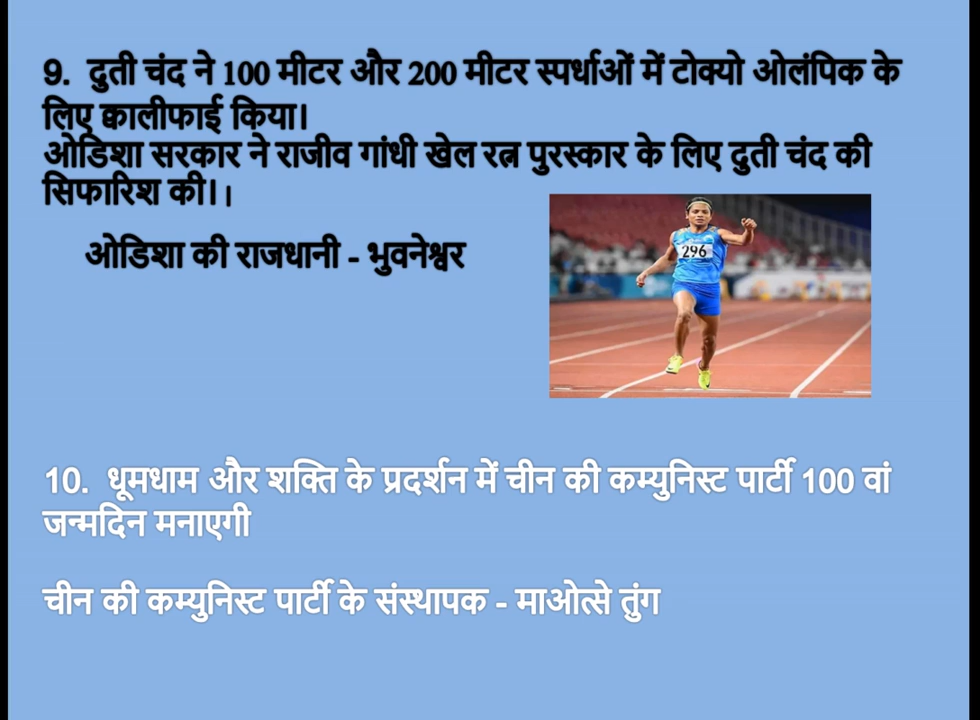 9. दुती चंद ने 100 मीटर और 200 मीटर स्पर्धाओं में टोक्यो ओलंपिक के
लिए क्वालीफाई किया।
ओडिशा सरकार ने राजीव गांधी खेल रत्न पुरस्कार के लिए दुती चंद की
सिफारिश की।।
ओडिशा की राजधानी - भुवनेश्वर
296
10. धूमधाम और शक्ति के प्रदर्शन में चीन की कम्युनिस्ट पार्टी 100 वां
जन्मदिन मनाएगी
चीन की कम्युनिस्ट पार्टी के संस्थापक - माओत्से तुंग